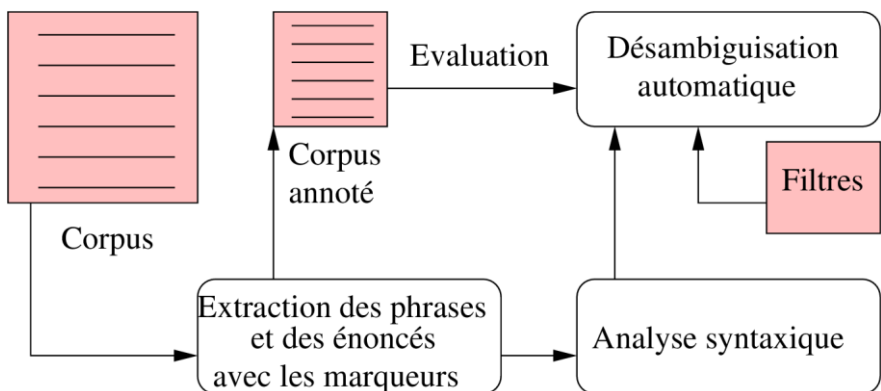 Evaluation
Désambiguisation
automatique
Corpus
annoté
Filtres
Corpus
Extraction des phrases
et des énoncés
avec les marqueurs
Analyse syntaxique